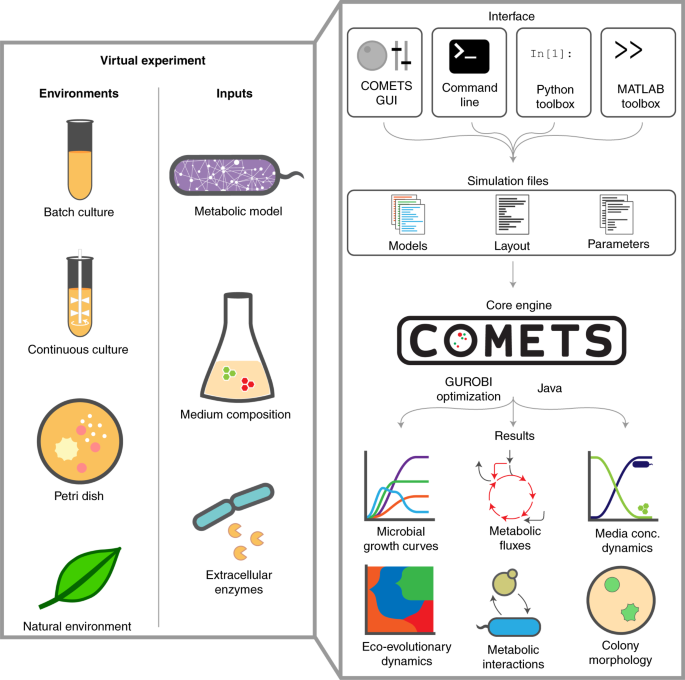 Virtual experiment
Environments
Inputs
Batch culture
Metabolic model
Continuous culture
Medium composition
Petri dish
Extracellular
enzymes
Natural environment
Interface
COMETS
GUI
Command
line
In[1]:
Python
toolbox
>>
MATLAB
toolbox
Simulation files
Models
Layout
Parameters
Core engine
COMETS
GUROBI
optimization
Java
Results
Microbial
growth curves
Metabolic
fluxes
Media conc.
dynamics
Eco-evolutionary
dynamics
Metabolic
interactions
Colony
morphology